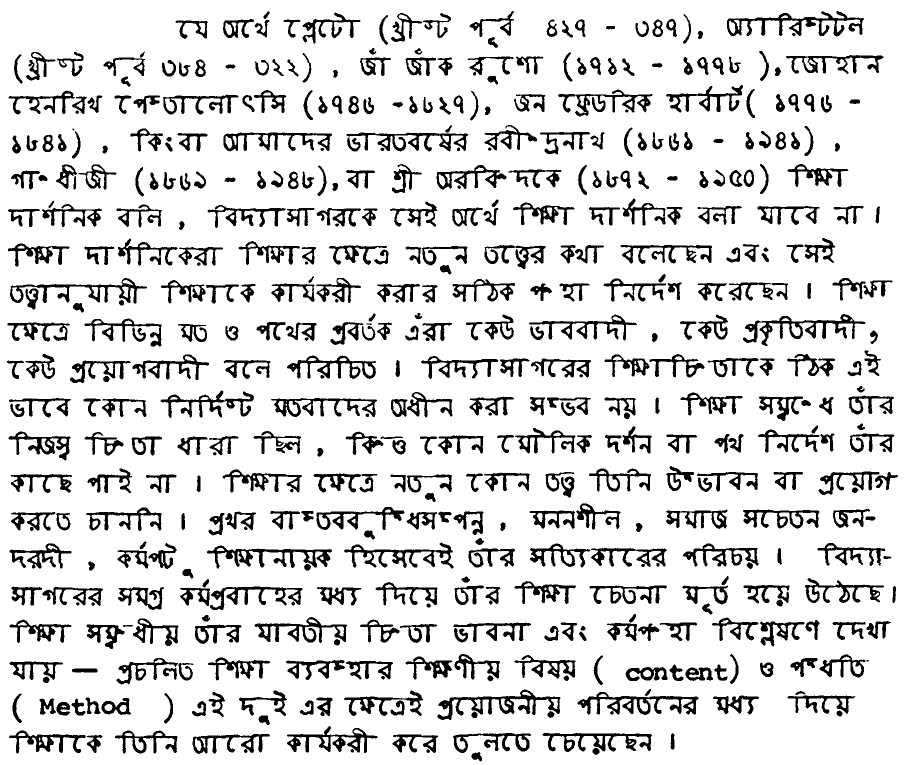 যে অর্থে প্লেটো (খ্রীষ্ট পূর্ব ৪২৭ - ৩৪৭), অ্যারিষ্টটল
(খ্রীষ্ট পূর্ব ৩৮৪ - ৩২২) , জাঁ জাঁক রুশো (১৭১২ - ১৭৭৮ ),জোহান
হেনরিখ পেস্তালোৎসি (১৭৪৬ -১৮২৭), জন ফ্রেডরিক হার্বার্ট( ১৭৭৬ -
১৮৪১) , কিংবা আমাদের ভারতবর্ষের রবীন্দ্রনাথ (১৮৬১ - ১৯৪১) ,
গান্ধীজী (১৮৬৯ - ১৯৪৮), বা শ্রী অরবিন্দকে (১৮৭২ - ১৯৫০) শিক্ষা
দার্শনিক বলি , বিদ্যাসাগরকে সেই অর্থে শিক্ষা দার্শনিক বলা যাবে না ।
শিক্ষা দার্শনিকেরা শিক্ষার ক্ষেত্রে নতুন তত্ত্বের কথা বলেছেন এবং সেই
তত্ত্বানুযায়ী শিক্ষাকে কার্যকরী করার সঠিক পন্হা নির্দেশ করেছেন । শিক্ষা
ক্ষেত্রে বিভিন্ন মত ও পথের প্রবর্তক এঁরা কেউ ভাববাদী , কেউ প্রকৃতিবাদী,
কেউ প্রয়োগবাদী বলে পরিচিত । বিদ্যাসাগরের শিক্ষাচিন্তাকে ঠিক এই
ভাবে কোন নির্দিষ্ট মতবাদের অধীন করা সম্ভব নয় । শিক্ষা সম্বন্ধে তাঁর
নিজস্ব চিন্তা ধারা ছিল , কিন্তু কোন মৌলিক দর্শন বা পথ নির্দেশ তাঁর
কাছে পাই না । শিক্ষার ক্ষেত্রে নতুন কোন তত্ত্ব তিনি উদ্ভাবন বা প্রয়োগ
করতে চাননি । প্রখর বাস্তববুদ্ধিসম্পন্ন , মননশীল , সমাজ সচেতন জন-
দরদী , কর্মপটু শিক্ষানায়ক হিসেবেই তাঁর সত্যিকারের পরিচয় । বিদ্যা-
সাগরের সমগ্র কর্মপ্রবাহের মধ্য দিয়ে তাঁর শিক্ষা চেতনা মূর্ত হয়ে উঠেছে।
শিক্ষা সম্বন্ধীয় তাঁর যাবতীয় চিন্তা ভাবনা এবং কর্মপন্হা বিশ্লেষণে দেখা
যায় — প্রচলিত শিক্ষা ব্যবস্হার শিক্ষণীয় বিষয় ( content) ও পদ্ধতি
( Method ) এই দুই এর ক্ষেত্রেই প্রয়োজনীয় পরিবর্তনের মধ্য দিয়ে
শিক্ষাকে তিনি আরো কার্যকরী করে তুলতে চেয়েছেন ।